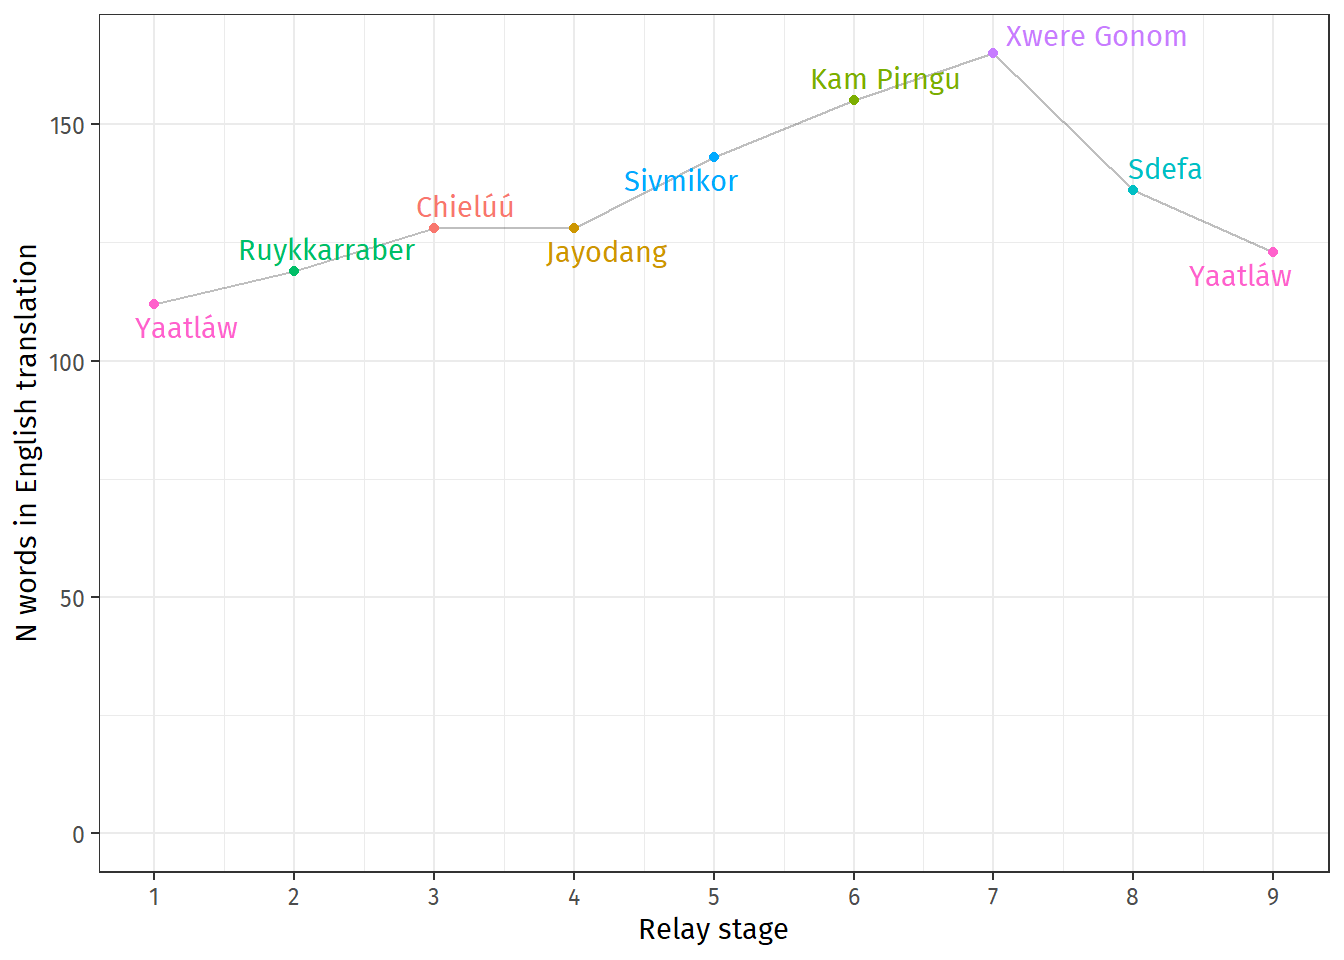 Xwere Gonom
Kam Pirngu
150
Sdefa
Sivmikor
Chielúú
Ruykkarraber
Jayodang
Yaatláw
Yaatláw
100
50
0
N words in English translation
1 2 3 4 5 6 7 8 9
Relay stage